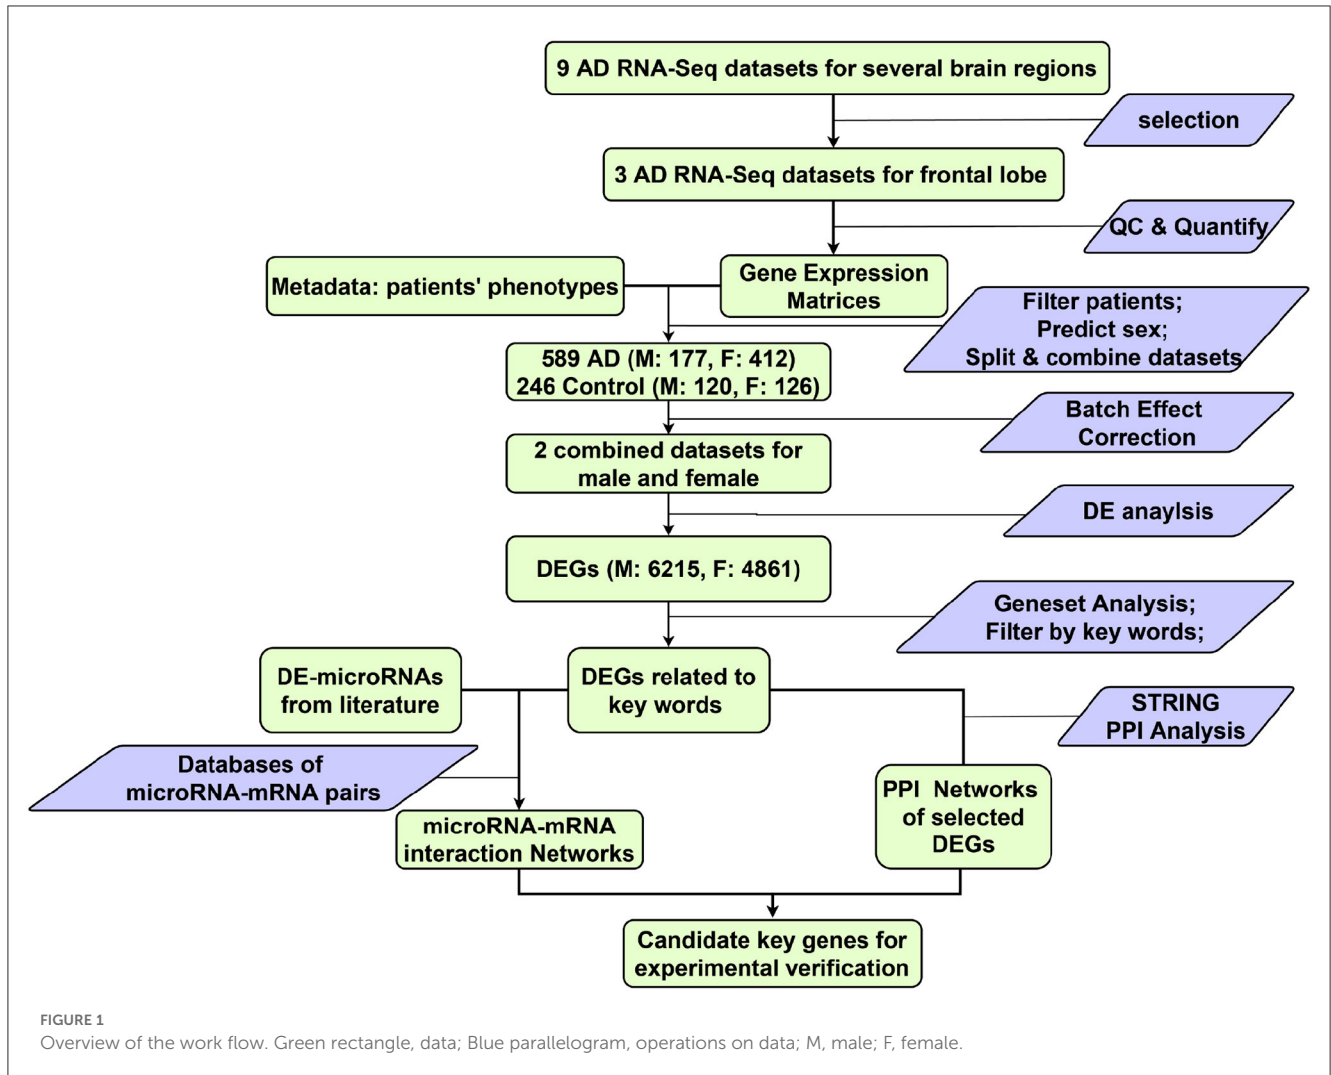 9 AD RNA-Seq datasets for several brain regions
selection
3 AD RNA-Seq datasets for frontal lobe
QC & Quantify
Metadata: patients' phenotypes
Gene Expression
Matrices
Filter patients;
Predict sex;
Split & combine datasets
589 AD (M: 177, F: 412)
246 Control (M: 120, F: 126)
Batch Effect
Correction
2 combined datasets for
male and female
DE anaylsis
DEGs (M: 6215, F: 4861)
Geneset Analysis;
Filter by key words;
DE-microRNAs
from literature
DEGs related to
key words
STRING
PPI Analysis
Databases of
microRNA-mRNA pairs
PPI Networks
of selected
DEGs
microRNA-mRNA
interaction Networks
Candidate key genes for
experimental verification
FIGURE 1
Overview of the work flow. Green rectangle, data; Blue parallelogram, operations on data; M, male; F, female.